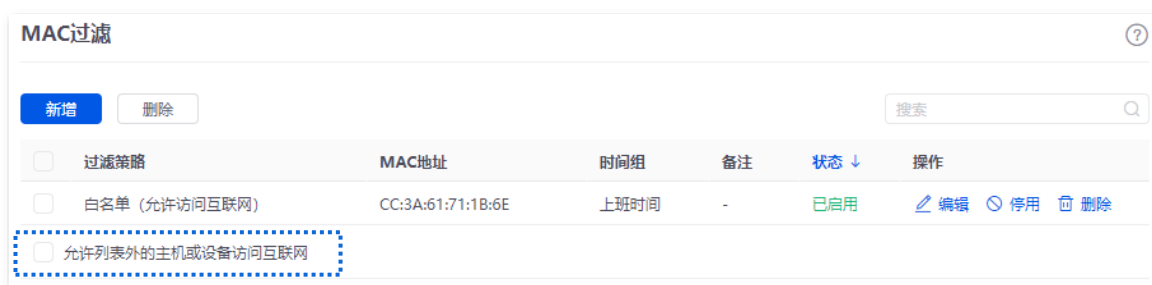 MAC过滤
新增 删除 搜索
过滤策略 MAC地址 时间组 备注 状态 操作
白名单（允许访问互联网） CC:3A:61:71:1B:6E 上班时间 - 已启用 编辑 停用 删除
允许列表外的主机或设备访问互联网